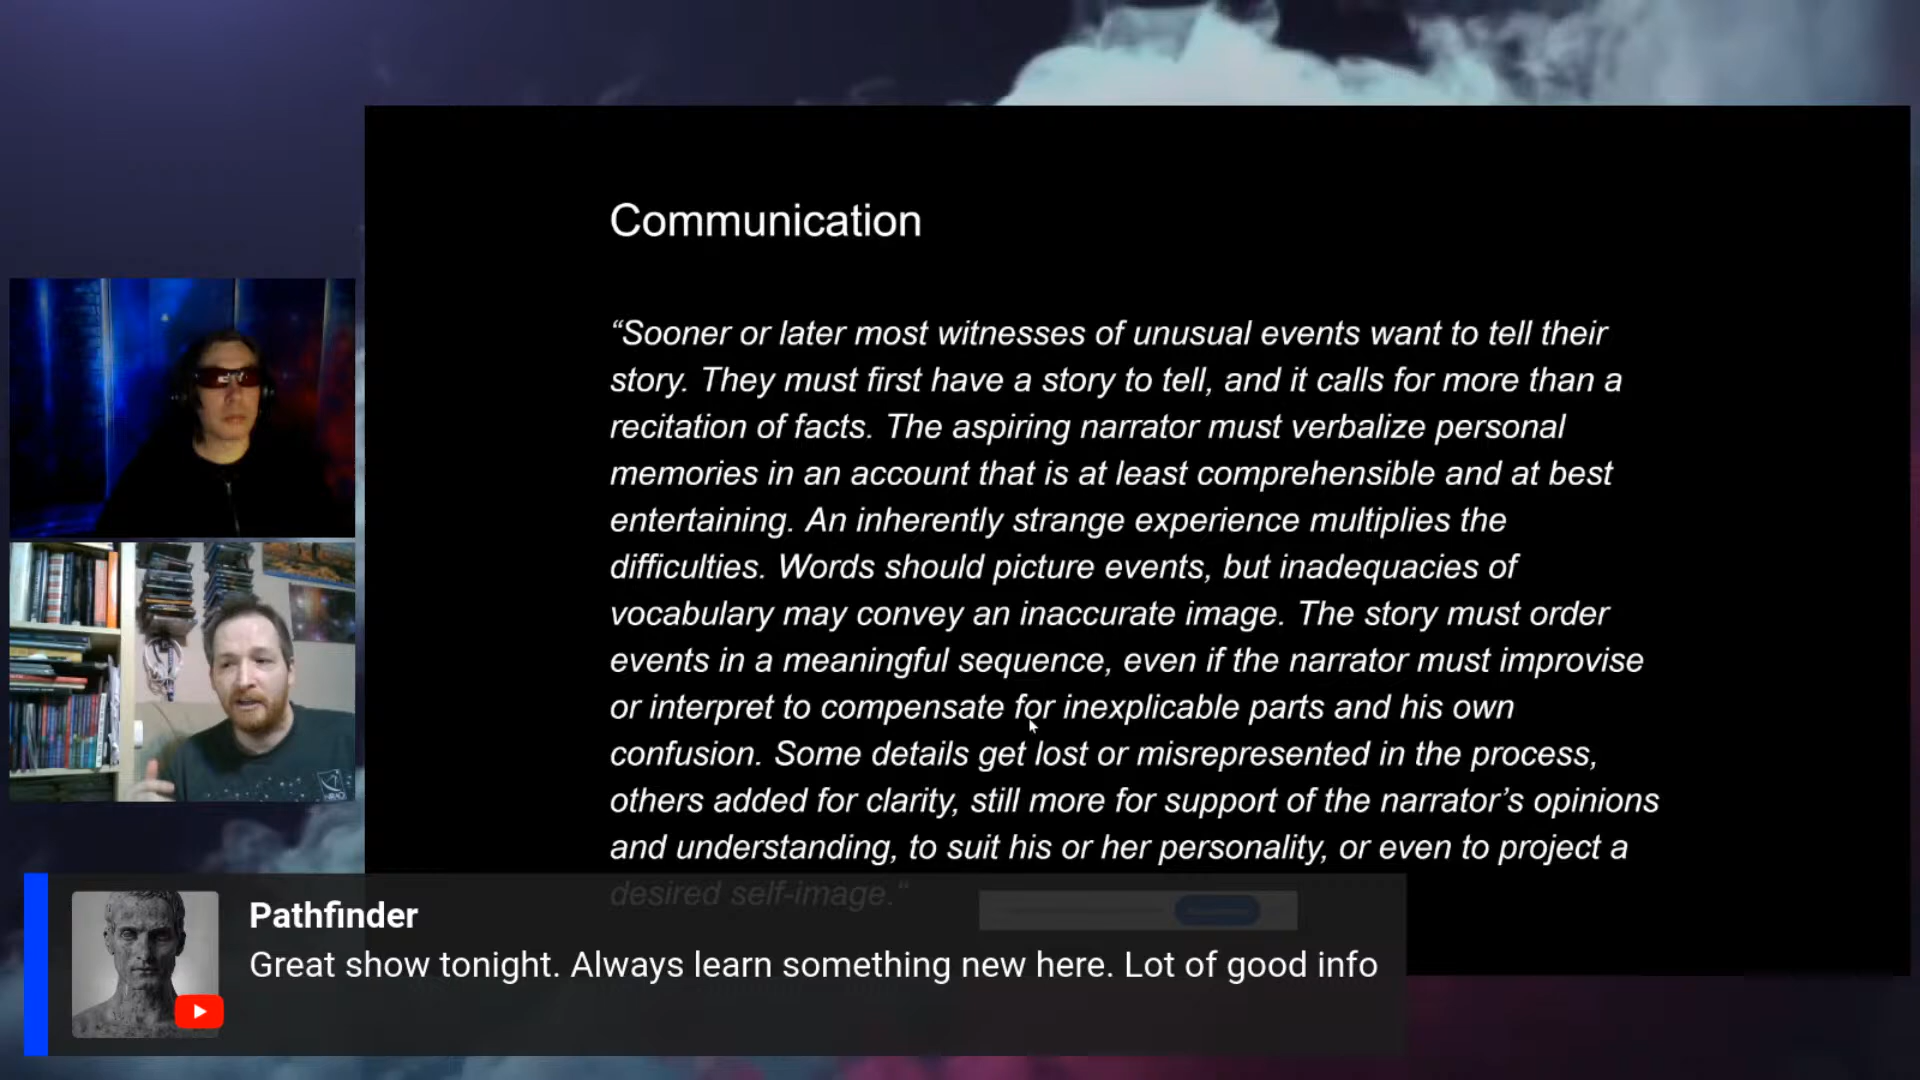 Communication
“Sooner or later most witnesses of unusual events want to tell their
story. They must first have a story to tell, and it calls for more than a
recitation of facts. The aspiring narrator must verbalize personal
memories in an account that is at least comprehensible and at best
entertaining. An inherently strange experience multiplies the
difficulties. Words should picture events, but inadequacies of
vocabulary may convey an inaccurate image. The story must order
events in a meaningful sequence, even if the narrator must improvise
or interpret to compensate for inexplicable parts and his own
confusion. Some details get lost or misrepresented in the process,
others added for clarity, still more for support of the narrator’s opinions
and understanding, to suit his or her personality, or even to project a
desired self-image.“
Pathfinder
Great show tonight. Always learn something new here. Lot of good info